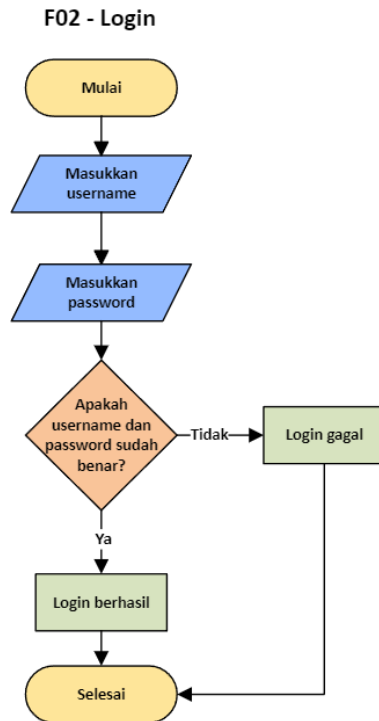 F02 - Login
Mulai
Masukkan
username
Masukkan
password
Apakah
username dan
password sudah
benar?
Tidak
Login gagal
Ya
Login berhasil
Selesai